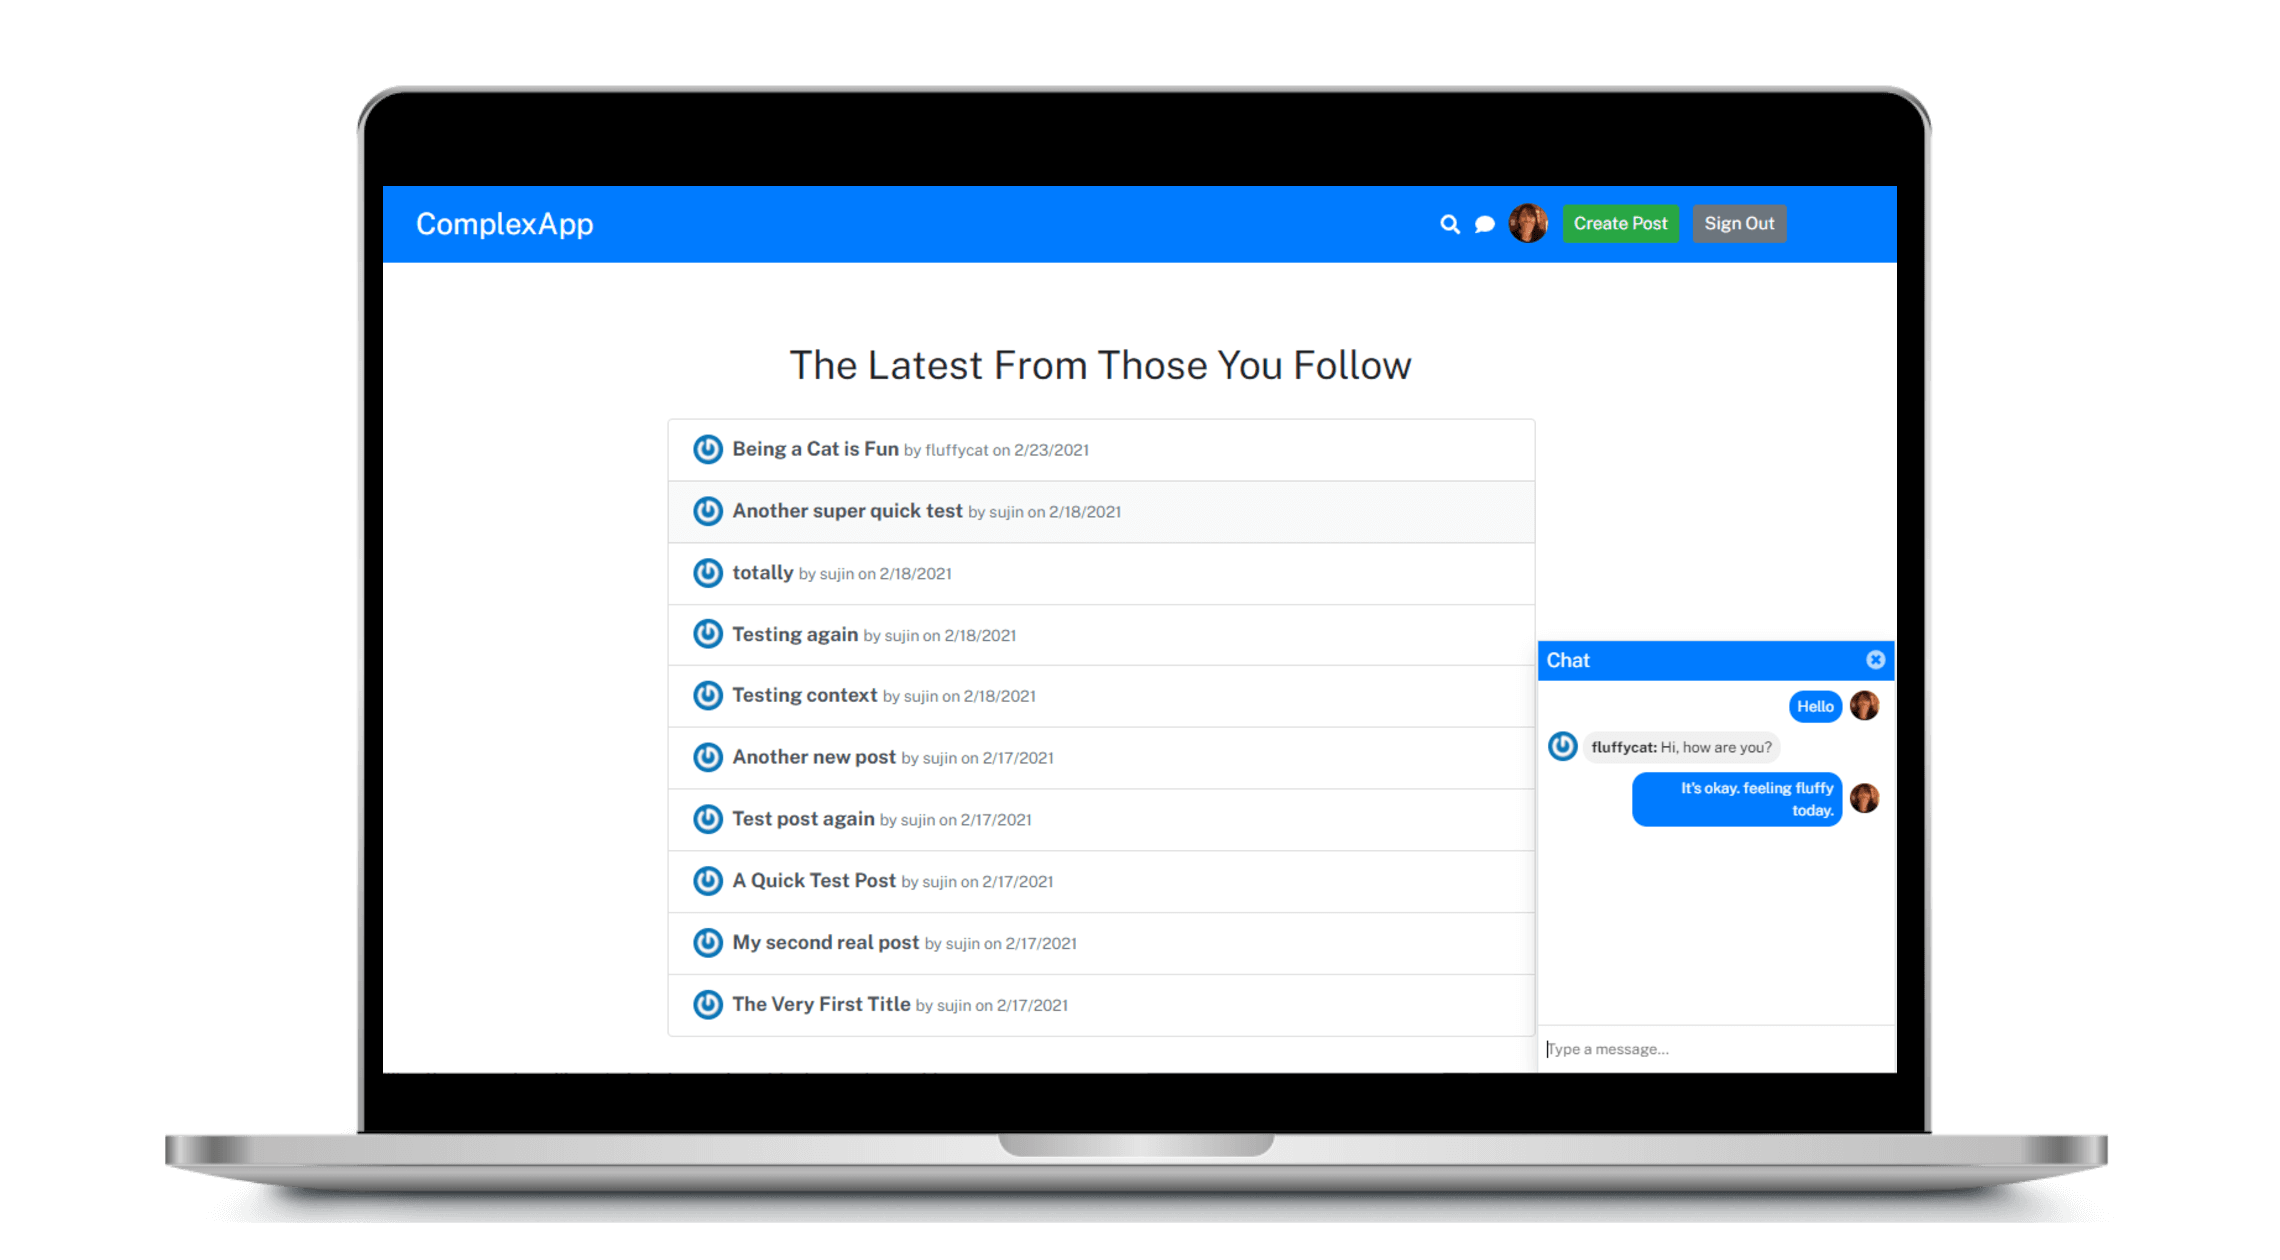 ComplexApp
Create Post
Sign Out
The Latest From Those You Follow
Being a Cat is Fun by fluffycat on 2/23/2021
Another super quick test by sujin on 2/18/2021
totally by sujin on 2/18/2021
Testing again by sujin on 2/18/2021
Testing context by sujin on 2/18/2021
Another new post by sujin on 2/17/2021
Test post again by sujin on 2/17/2021
A Quick Test Post by sujin on 2/17/2021
My second real post by sujin on 2/17/2021
The Very First Title by sujin on 2/17/2021
Chat
Hello
fluffycat: Hi, how are you?
It's okay. feeling fluffy
today.
Type a message...